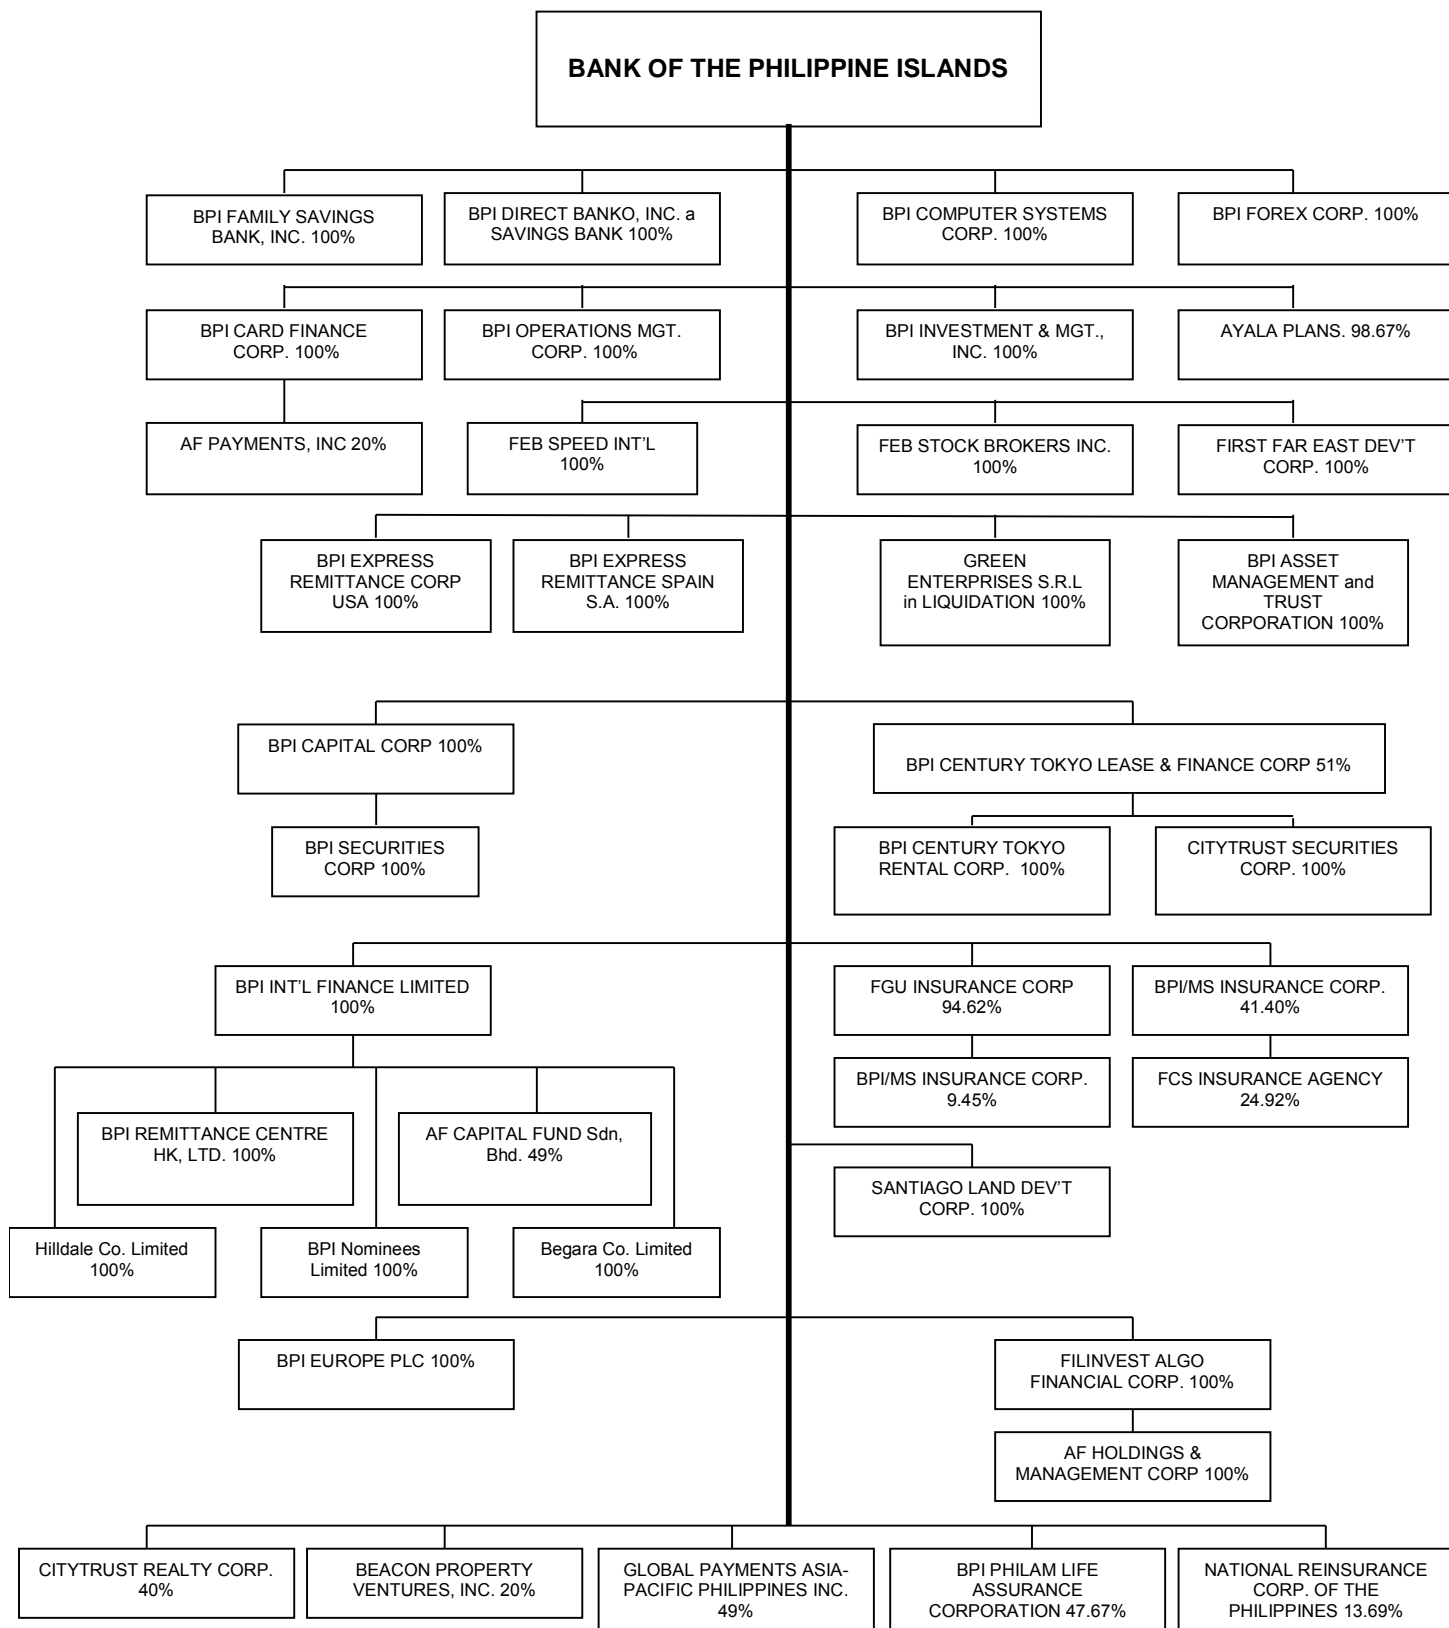 BANK OF THE PHILIPPINE ISLANDS
BPI FAMILY SAVINGS
BANK, INC. 100%
BPI DIRECT BANKO, INC. a
SAVINGS BANK 100%
BPI COMPUTER SYSTEMS
CORP. 100%
BPI FOREX CORP. 100%
BPI CARD FINANCE
CORP. 100%
BPI OPERATIONS MGT.
CORP. 100%
BPI INVESTMENT & MGT.,
INC. 100%
AYALA PLANS. 98.67%
AF PAYMENTS, INC 20%
FEB SPEED INT’L
100%
FEB STOCK BROKERS INC.
100%
FIRST FAR EAST DEV’T
CORP. 100%
BPI EXPRESS
REMITTANCE CORP
USA 100%
BPI EXPRESS
REMITTANCE SPAIN
S.A. 100%
GREEN
ENTERPRISES S.R.L
in LIQUIDATION 100%
BPI ASSET
MANAGEMENT and
TRUST
CORPORATION 100%
BPI CAPITAL CORP 100%
BPI CENTURY TOKYO LEASE & FINANCE CORP 51%
BPI SECURITIES
CORP 100%
BPI CENTURY TOKYO
RENTAL CORP. 100%
CITYTRUST SECURITIES
CORP. 100%
BPI INT’L FINANCE LIMITED
100%
FGU INSURANCE CORP
94.62%
BPI/MS INSURANCE CORP.
41.40%
BPI/MS INSURANCE CORP.
9.45%
FCS INSURANCE AGENCY
24.92%
BPI REMITTANCE CENTRE
HK, LTD. 100%
AF CAPITAL FUND Sdn,
Bhd. 49%
SANTIAGO LAND DEV’T
CORP. 100%
Hilldale Co. Limited
100%
BPI Nominees
Limited 100%
Begara Co. Limited
100%
BPI EUROPE PLC 100%
FILINVEST ALGO
FINANCIAL CORP. 100%
AF HOLDINGS &
MANAGEMENT CORP 100%
CITYTRUST REALTY CORP.
40%
BEACON PROPERTY
VENTURES, INC. 20%
GLOBAL PAYMENTS ASIA-
PACIFIC PHILIPPINES INC.
49%
BPI PHILAM LIFE
ASSURANCE
CORPORATION 47.67%
NATIONAL REINSURANCE
CORP. OF THE
PHILIPPINES 13.69%